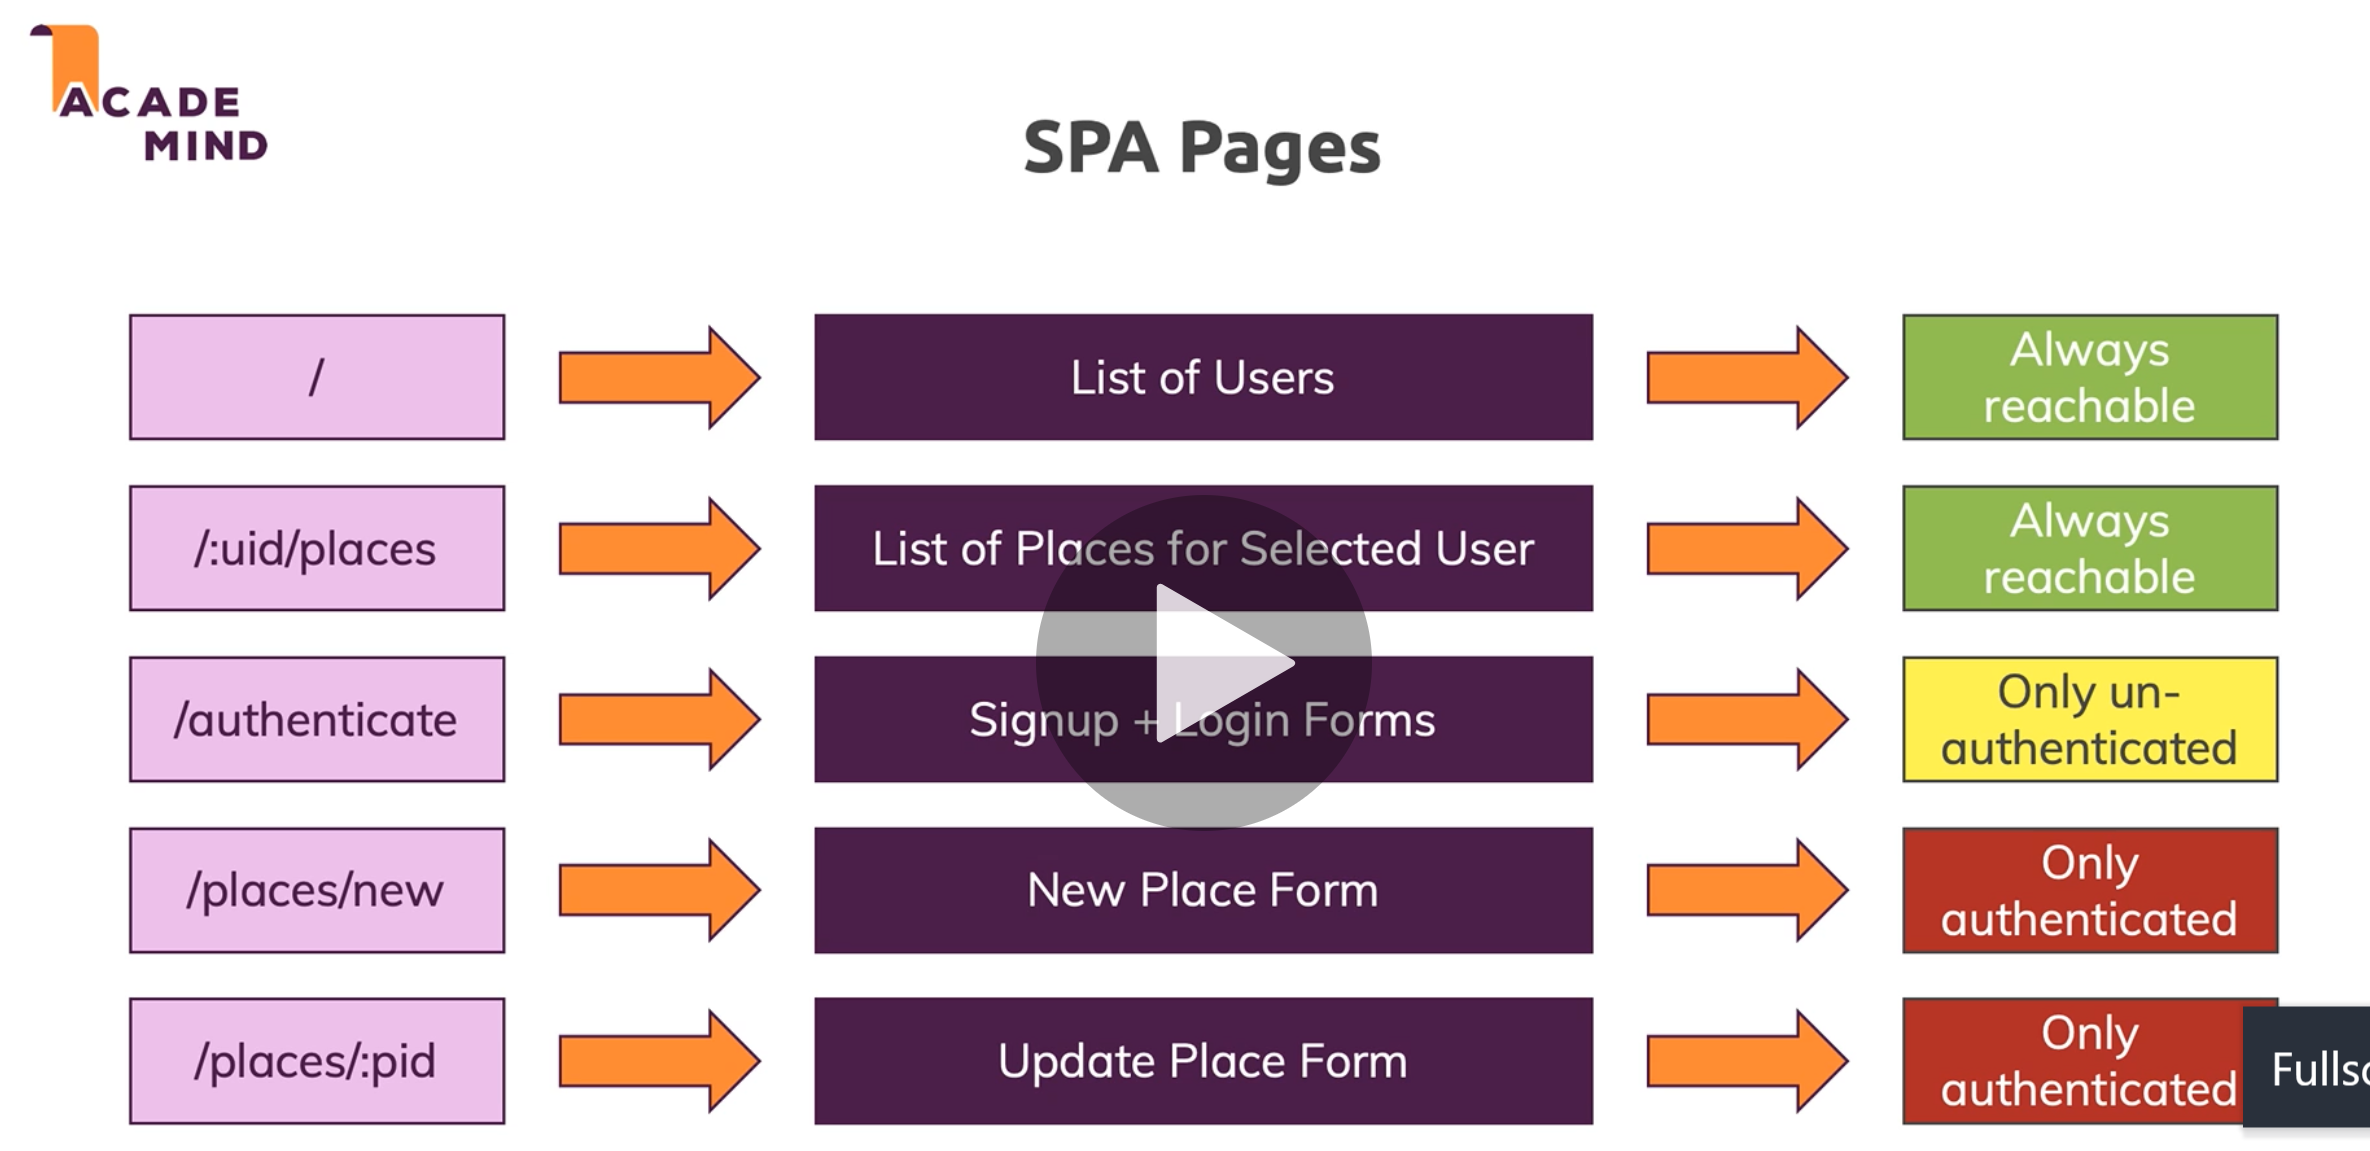 ACADE
MIND
SPA Pages
/
List of Users
Always
reachable
/:uid/places
List of Places for Selected User
Always
reachable
/authenticate
Signup + Login Forms
Only un-
authenticated
/places/new
New Place Form
Only
authenticated
/places/:pid
Update Place Form
Only
authenticated